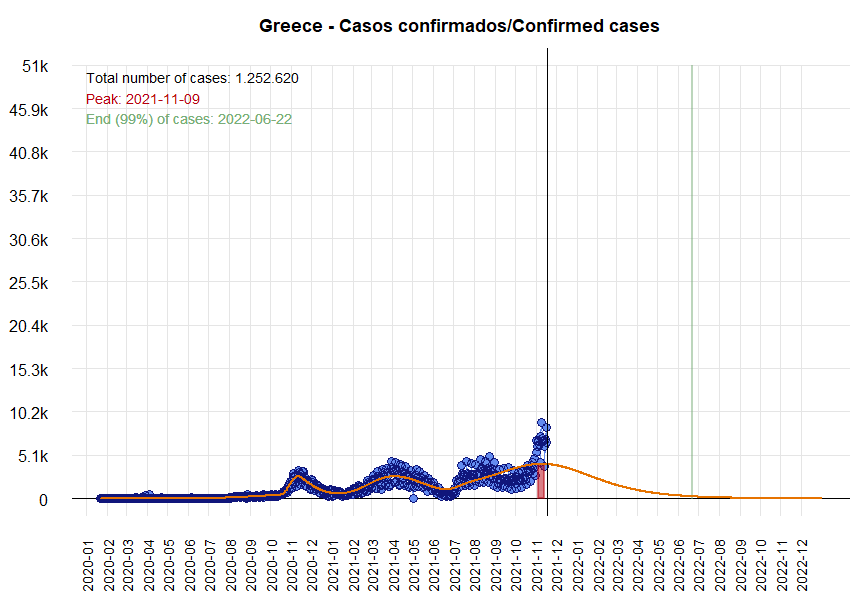 Greece - Casos confirmados/Confirmed cases
Total number of cases: 1.252.620
Peak: 2021-11-09
End (99%) of cases: 2022-06-22
51k
45.9k
40.8k
35.7k
30.6k
25.5k
20.4k
15.3k
10.2k
5.1k
0
2020-01
2020-02
2020-03
2020-04
2020-05
2020-06
2020-07
2020-08
2020-09
2020-10
2020-11
2020-12
2021-01
2021-02
2021-03
2021-04
2021-05
2021-06
2021-07
2021-08
2021-09
2021-10
2021-11
2021-12
2022-01
2022-02
2022-03
2022-04
2022-05
2022-06
2022-07
2022-08
2022-09
2022-10
2022-11
2022-12